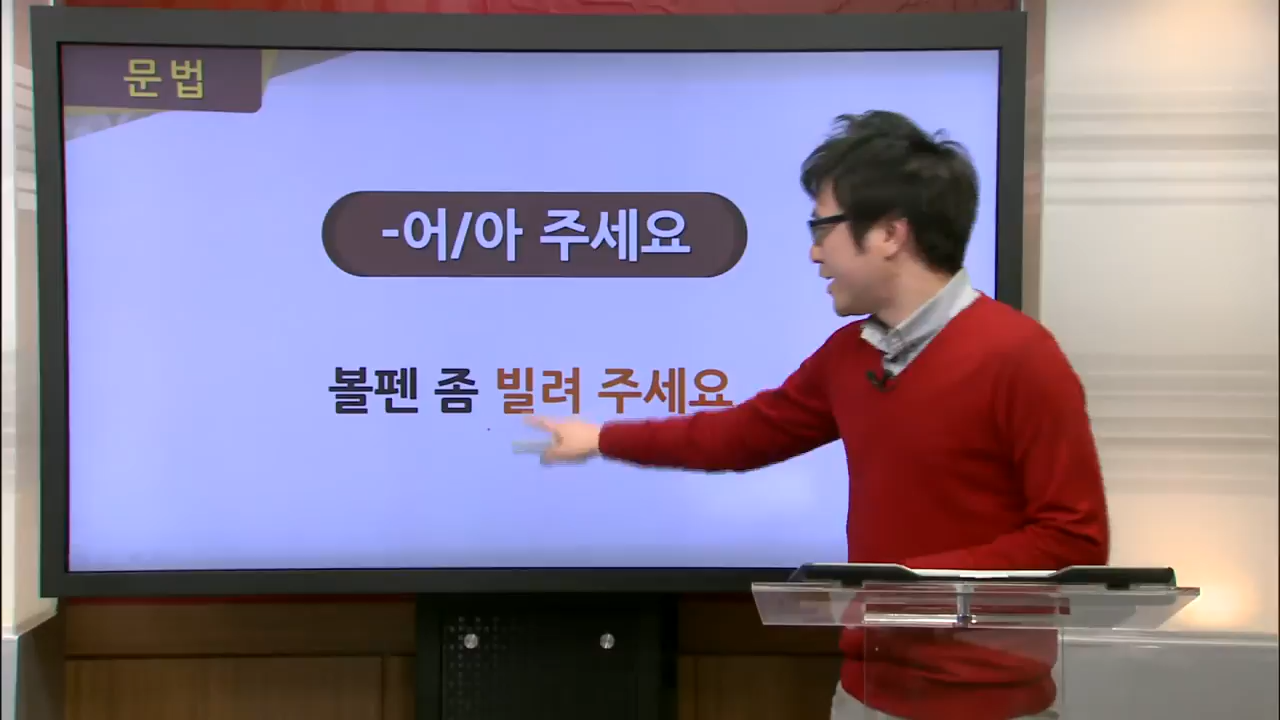 문법
-어/아 주세요
볼펜 좀 빌려 주세요